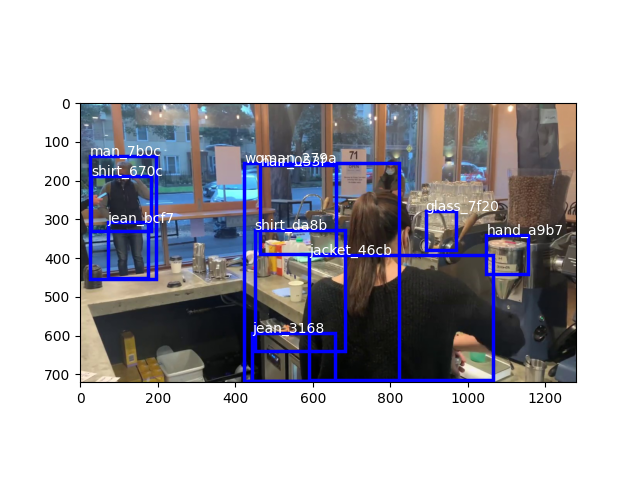 0
100
200
300
400
500
600
700
man_7b0c
shirt_670c
jean_bcf7
woman_279a
71
glass_7f20
shirt_da8b
hand_a9b7
jacket_46cb
jean_3168
0
200
400
600
800
1000
1200